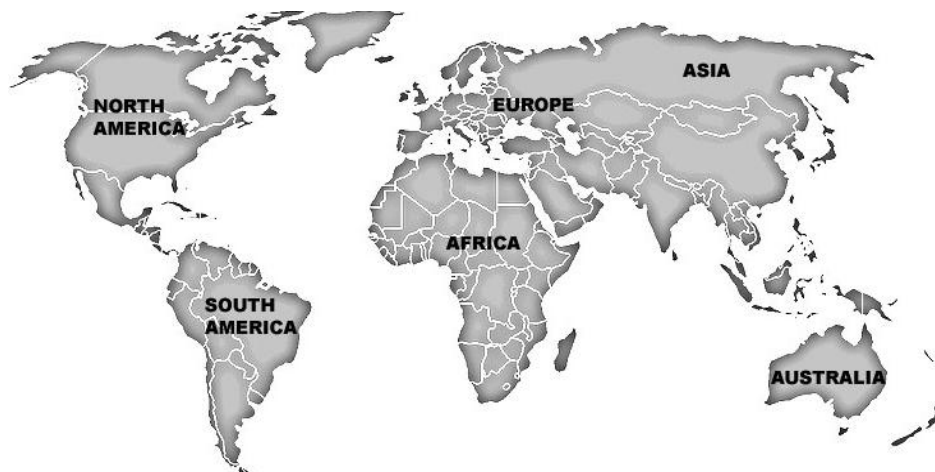 ASIA
NORTH
AMERICA
EUROPE
AFRICA
SOUTH
AMERICA
AUSTRALIA